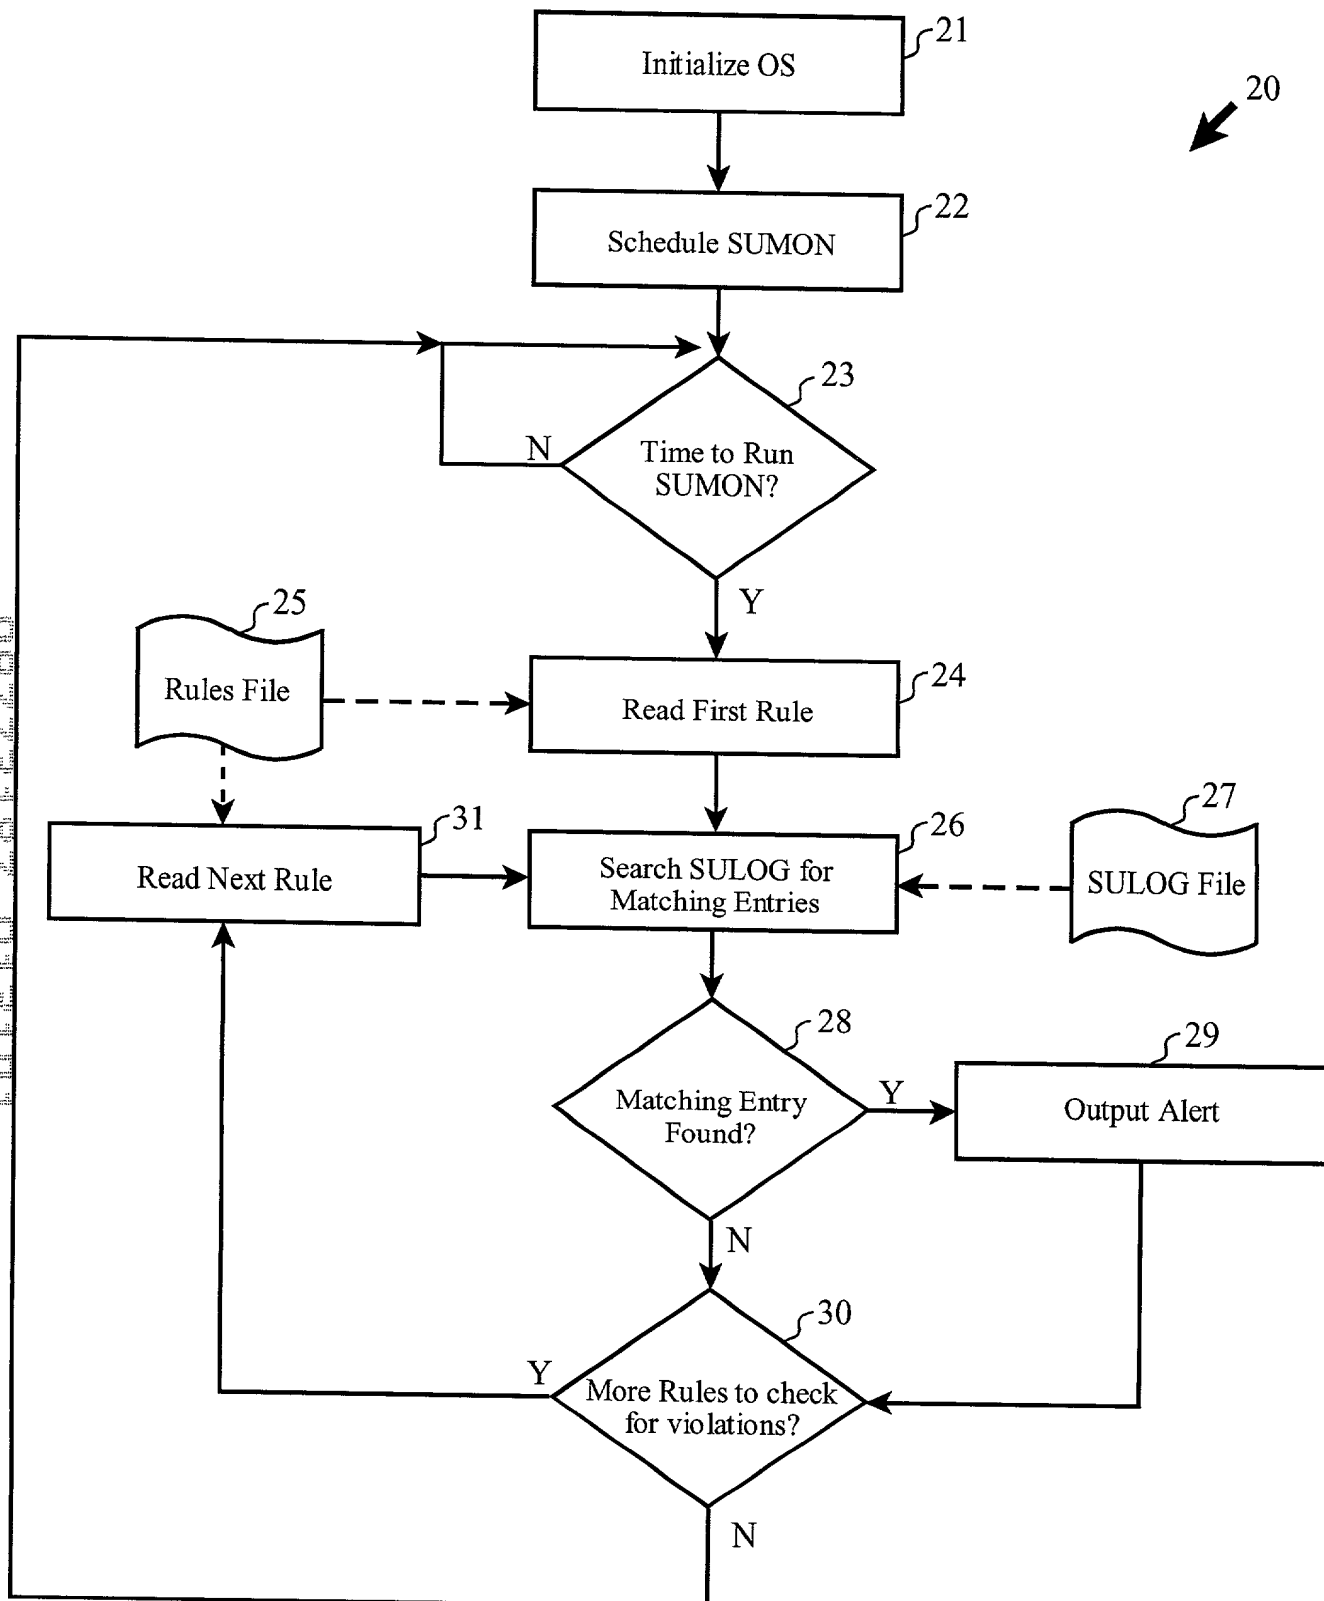 21
Initialize OS
20
22
Schedule SUMON
23
N
Time to Run
SUMON?
Y
25
Rules File
24
Read First Rule
31
Read Next Rule
26
Search SULOG for
Matching Entries
27
SULOG File
28
Matching Entry
Found?
Y
29
Output Alert
N
30
Y
More Rules to check
for violations?
N